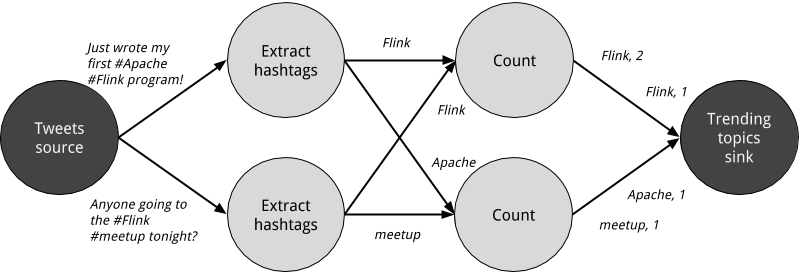 Tweets
source
Just wrote my
first #Apache
#Flink program!
Anyone going to
the #Flink
#meetup tonight?
Extract
hashtags
Extract
hashtags
Flink
Flink
Apache
meetup
Count
Count
Flink, 2
Flink, 1
Apache, 1
meetup, 1
Trending
topics
sink